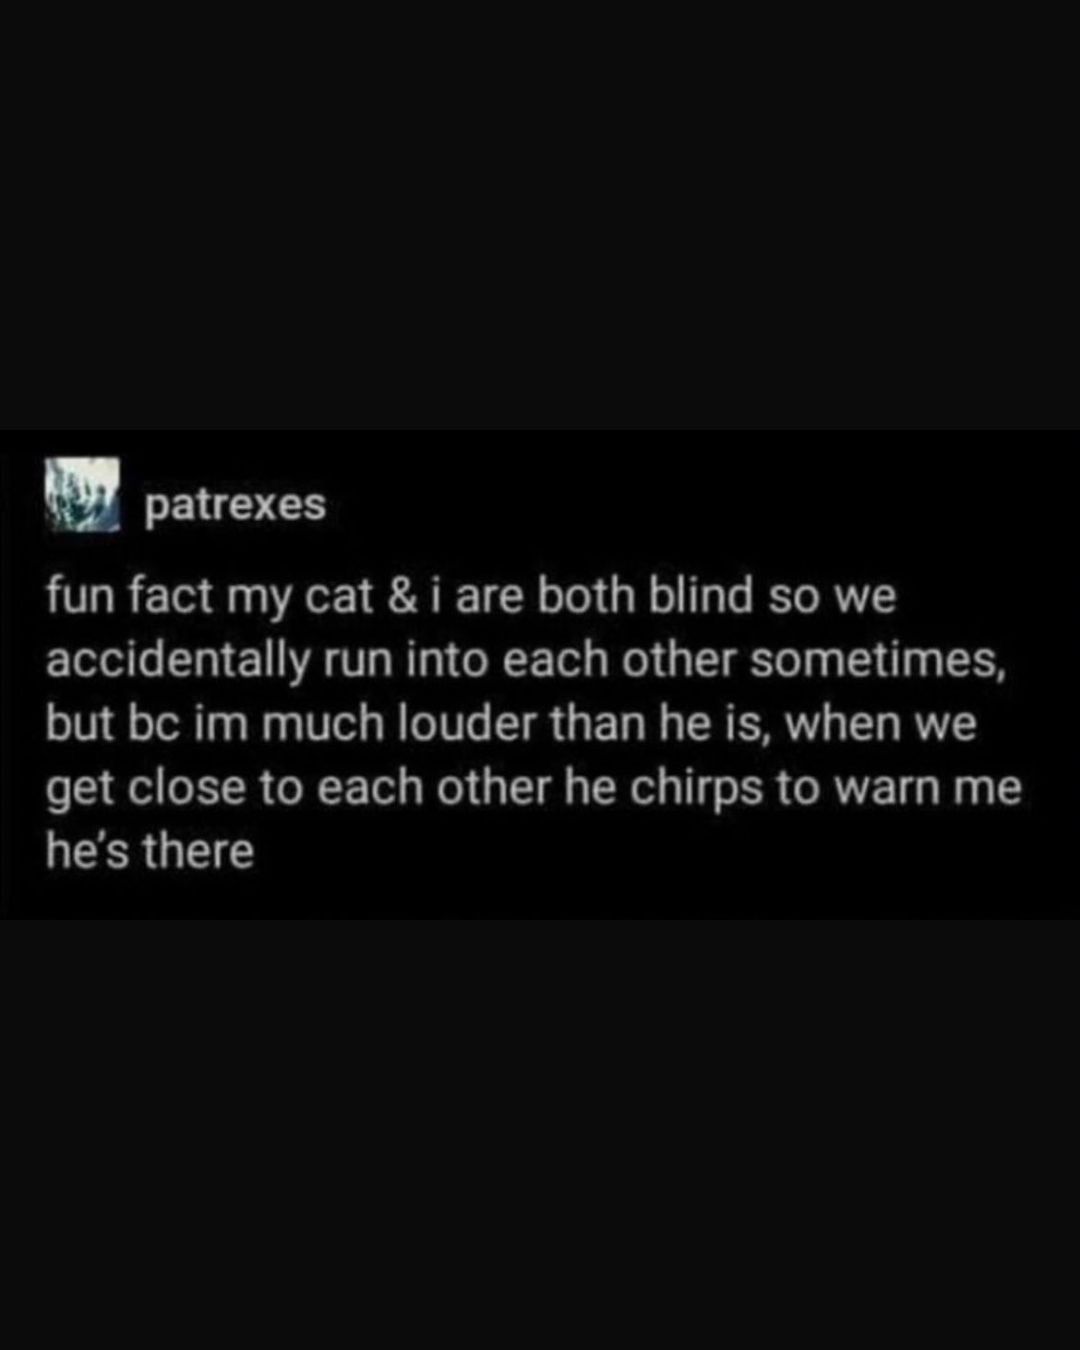 patrexes
fun fact my cat & i are both blind so we
accidentally run into each other sometimes,
but bc im much louder than he is, when we
get close to each other he chirps to warn me
he's there